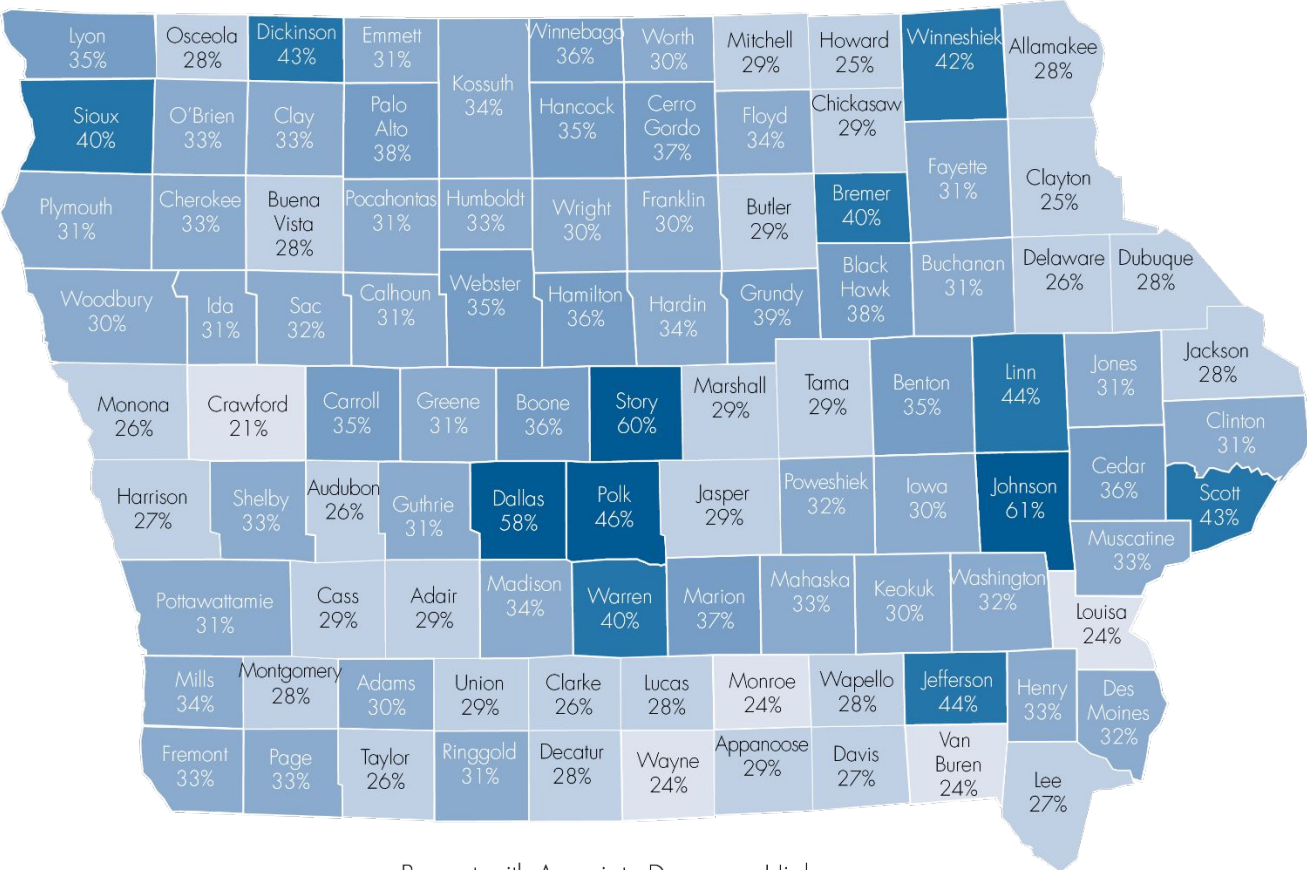 Lyon
35%
Osceola
28%
Dickinson
43%
Emmett
31%
Kossuth
34%
Winnebago
36%
Worth
30%
Mitchell
29%
Howard
25%
Winneshiek
42%
Allamakee
28%
Sioux
40%
O'Brien
33%
Clay
33%
Palo
Alto
38%
Hancock
35%
Cerro
Gordo
37%
Floyd
34%
Chickasaw
29%
Fayette
31%
Clayton
25%
Plymouth
31%
Cherokee
33%
Buena
Vista
28%
Pocahontas
31%
Humboldt
33%
Wright
30%
Franklin
30%
Butler
29%
Bremer
40%
Woodbury
30%
Ida
31%
Sac
32%
Calhoun
31%
Webster
35%
Hamilton
36%
Hardin
34%
Grundy
39%
Black
Hawk
38%
Buchanan
31%
Delaware
26%
Dubuque
28%
Monona
26%
Crawford
21%
Carroll
35%
Greene
31%
Boone
36%
Story
60%
Marshall
29%
Tama
29%
Benton
35%
Linn
44%
Jones
31%
Jackson
28%
Clinton
31%
Harrison
27%
Shelby
33%
Audubon
26%
Guthrie
31%
Dallas
58%
Polk
46%
Jasper
29%
Poweshiek
32%
Iowa
30%
Johnson
61%
Cedar
36%
Scott
43%
Muscatine
33%
Pottawattamie
31%
Cass
29%
Adair
29%
Madison
34%
Warren
40%
Marion
37%
Mahaska
33%
Keokuk
30%
Washington
32%
Louisa
24%
Mills
34%
Montgomery
28%
Adams
30%
Union
29%
Clarke
26%
Lucas
28%
Monroe
24%
Wapello
28%
Jefferson
44%
Henry
33%
Des
Moines
32%
Fremont
33%
Page
33%
Taylor
26%
Ringgold
31%
Decatur
28%
Wayne
24%
Appanoose
29%
Davis
27%
Van
Buren
24%
Lee
27%